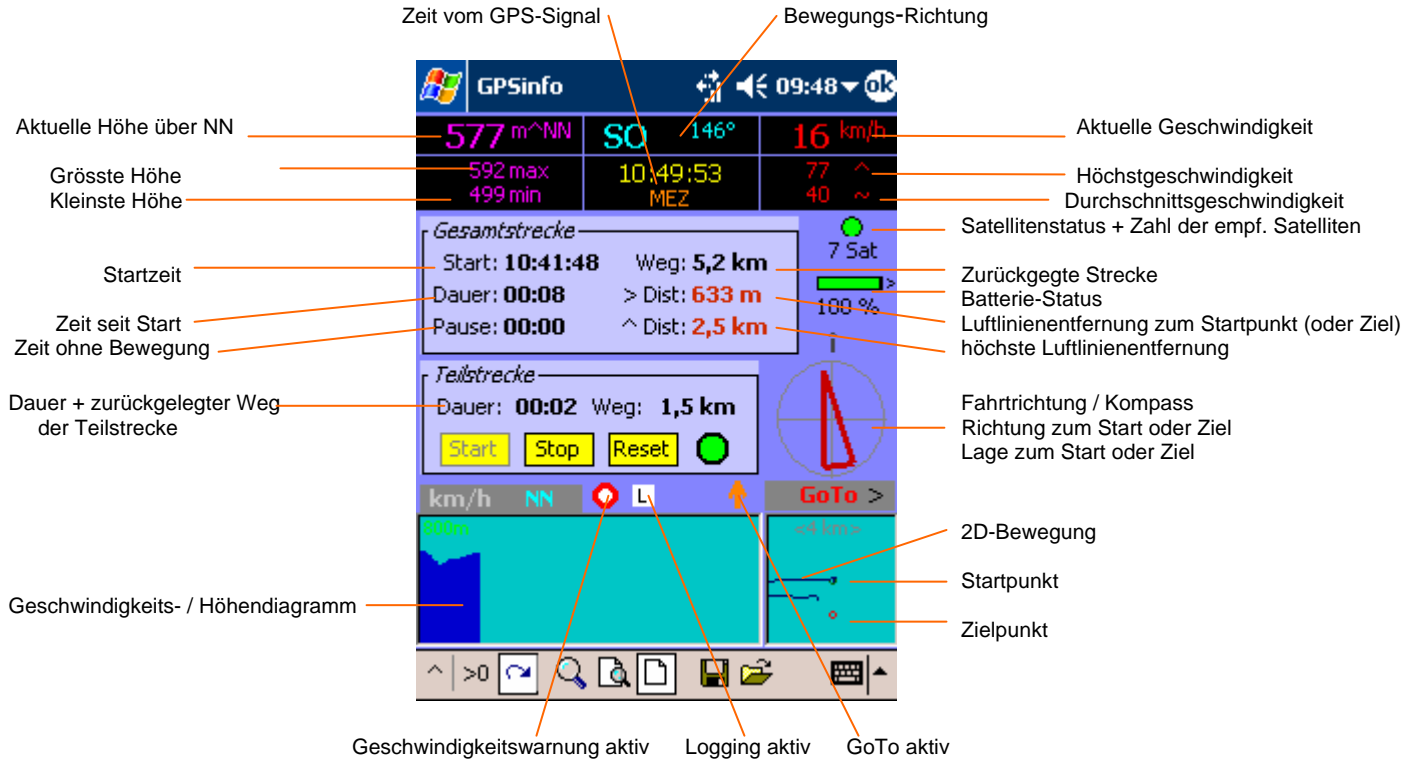 Zeit vom GPS-Signal
Bewegungs-Richtung
GPSinfo
09:48
ok
Aktuelle Höhe über NN
577 m^NN
SO 146°
16 km/h
Aktuelle Geschwindigkeit
Grösste Höhe
Kleinste Höhe
592 max
499 min
10:49:53
MEZ
77 ^
40 ~
Höchstgeschwindigkeit
Durchschnittsgeschwindigkeit
Satellitenstatus + Zahl der empf. Satelliten
Gesamtstrecke
7 Sat
Startzeit
Start: 10:41:48
Weg: 5,2 km
Zurückgegte Strecke
>
Batterie-Status
Dauer: 00:08
> Dist: 633 m
100 %
Luftlinienentfernung zum Startpunkt (oder Ziel)
Zeit seit Start
Zeit ohne Bewegung
Pause: 00:00
^ Dist: 2,5 km
höchste Luftlinienentfernung
Teilstrecke
Dauer + zurückgelegter Weg
der Teilstrecke
Dauer: 00:02 Weg: 1,5 km
Start Stop Reset
Fahrtrichtung / Kompass
Richtung zum Start oder Ziel
Lage zum Start oder Ziel
km/h NN
L
GoTo >
800m
<4 km>
2D-Bewegung
Startpunkt
Zielpunkt
Geschwindigkeits- / Höhendiagramm
^ >0
Geschwindigkeitswarnung aktiv
Logging aktiv
GoTo aktiv